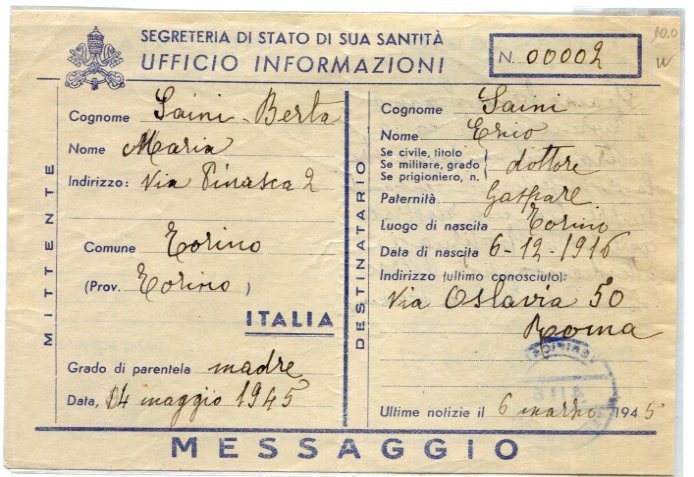 SEGRETERIA DI STATO DI SUA SANTITÀ
UFFICIO INFORMAZIONI
N. 00002
10.0
MITTENTE
Cognome Saini - Berta
Nome Maria
Indirizzo: Via Pinasca 2
Comune Torino
(Prov. Torino )
ITALIA
Grado di parentela madre
Data, 14 maggio 1945
DESTINATARIO
Cognome Saini
Nome Enio
Se civile, titolo
Se militare, grado dottore
Se prigioniero, n.
Paternità Gaspare
Luogo di nascita Torino
Data di nascita 6-12-1916
Indirizzo (ultimo conosciuto):
Via Oslavia 50
Roma
Ultime notizie il 6 marzo 1945
MESSAGGIO